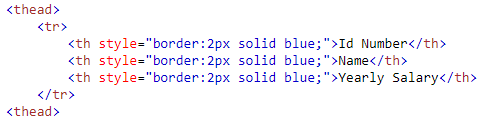 <thead>
<tr>
<th style="border:2px solid blue;">Id Number</th>
<th style="border:2px solid blue;">Name</th>
<th style="border:2px solid blue;">Yearly Salary</th>
</tr>
<thead>